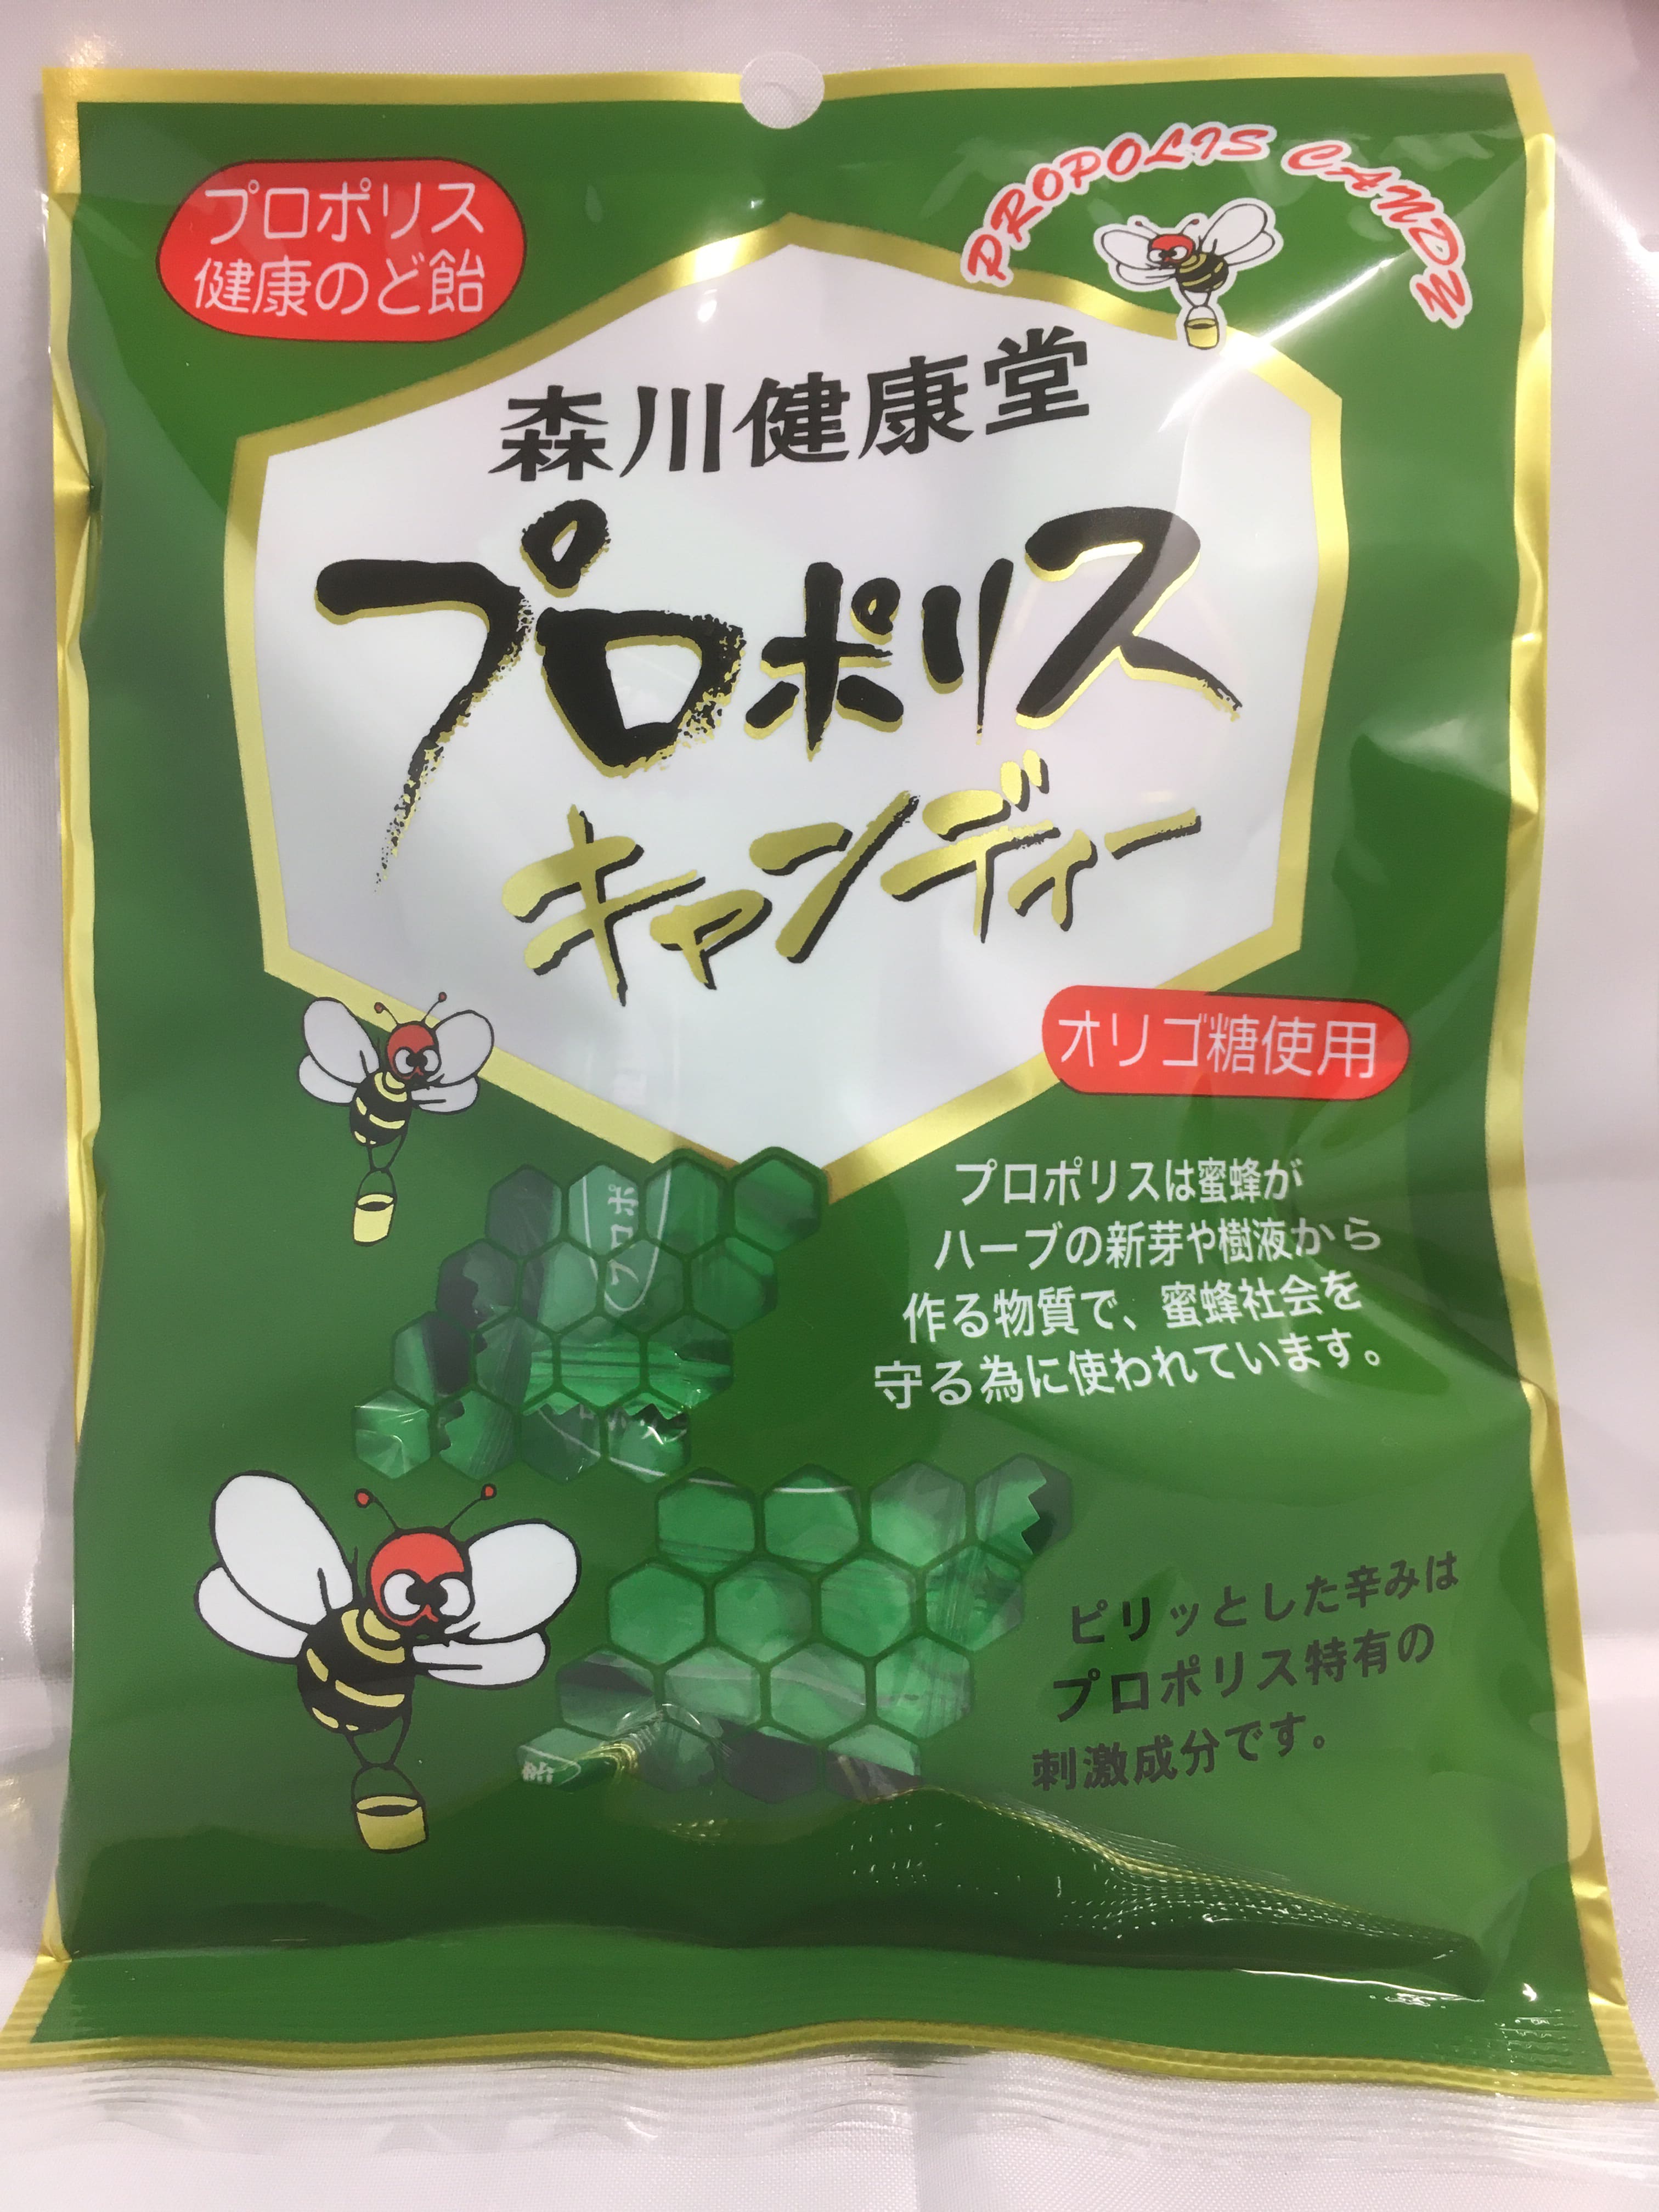 プロポリス
健康のど飴
PROPOLIS CANDY
森川健康堂
プロポリス
キャンディー
オリゴ糖使用
プロポリスは蜜蜂が
ハーブの新芽や樹液から
作る物質で、蜜蜂社会を
守る為に使われています。
プロポ
ピリッとした辛みは
プロポリス特有の
刺激成分です。
飴